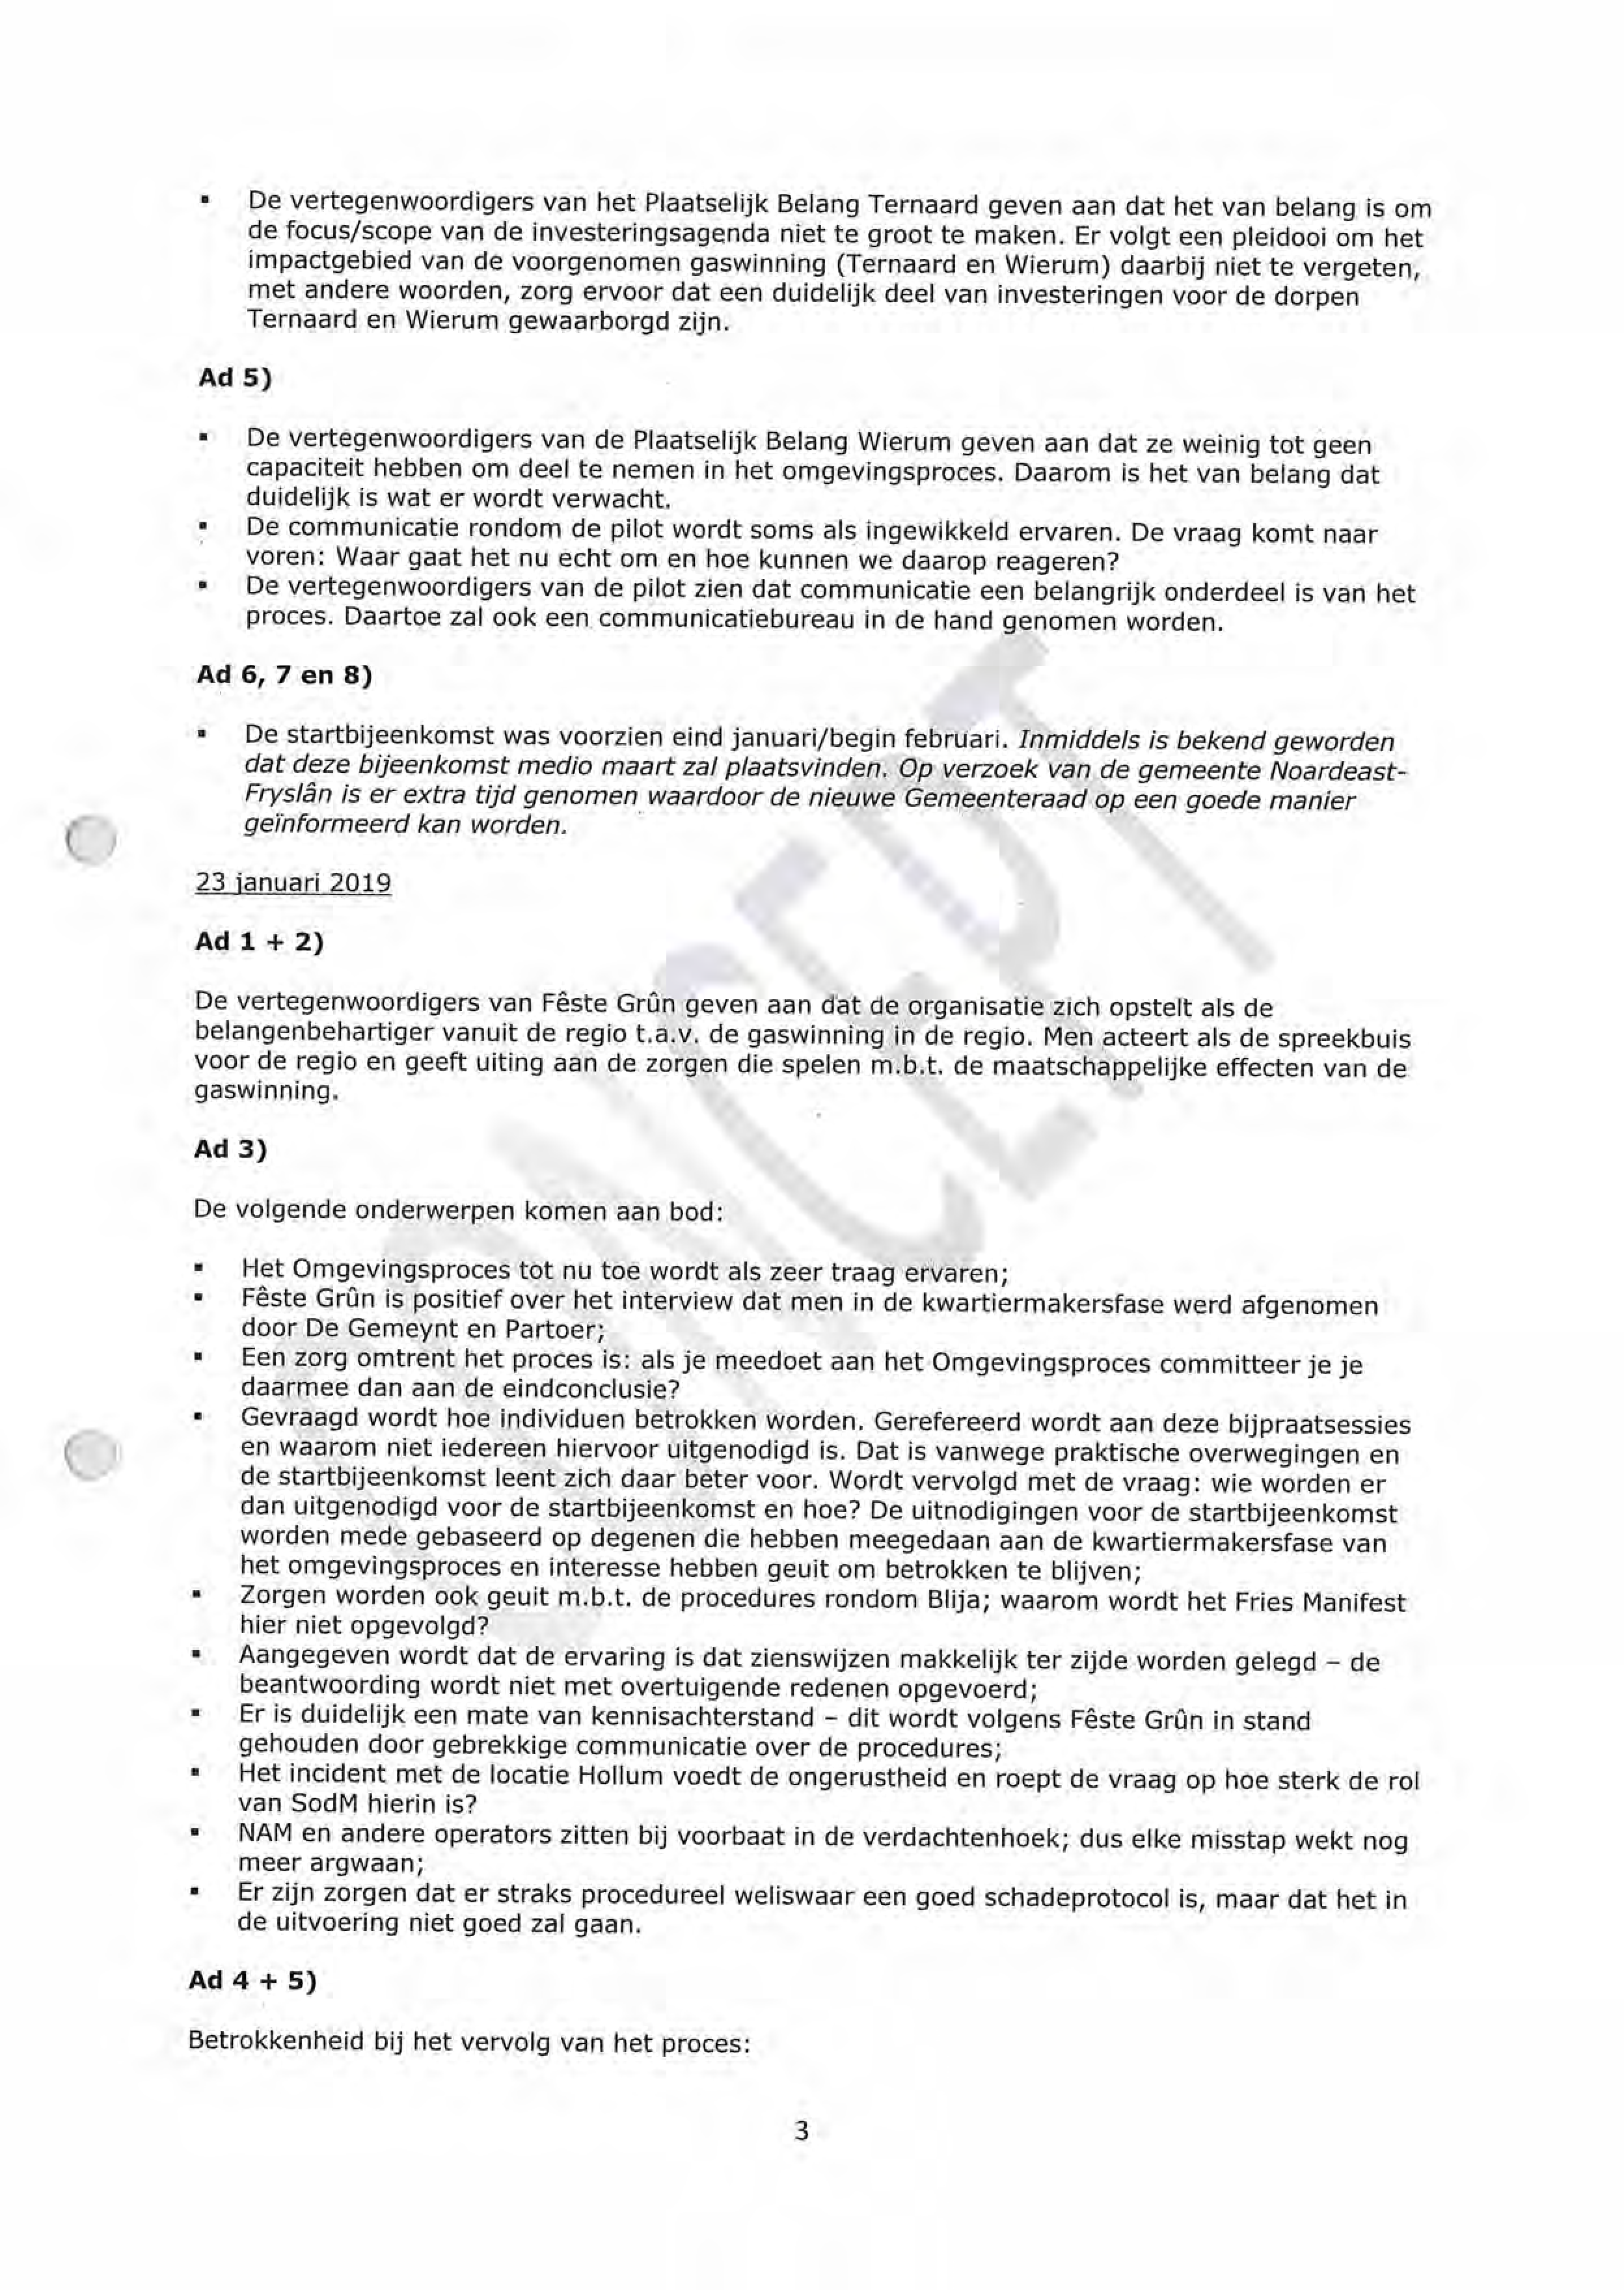 ▪ De vertegenwoordigers van het Plaatselijk Belang Ternaard geven aan dat het van belang is om
de focus/scope van de investeringsagenda niet te groot te maken. Er volgt een pleidooi om het
impactgebied van de voorgenomen gaswinning (Ternaard en Wierum) daarbij niet te vergeten,
met andere woorden, zorg ervoor dat een duidelijk deel van investeringen voor de dorpen
Ternaard en Wierum gewaarborgd zijn.
Ad 5)
▪ De vertegenwoordigers van de Plaatselijk Belang Wierum geven aan dat ze weinig tot geen
capaciteit hebben om deel te nemen in het omgevingsproces. Daarom is het van belang dat
duidelijk is wat er wordt verwacht.
▪ De communicatie rondom de pilot wordt soms als ingewikkeld ervaren. De vraag komt naar
voren: Waar gaat het nu echt om en hoe kunnen we daarop reageren?
▪ De vertegenwoordigers van de pilot zien dat communicatie een belangrijk onderdeel is van het
proces. Daartoe zal ook een communicatiebureau in de hand genomen worden.
Ad 6, 7 en 8)
▪ De startbijeenkomst was voorzien eind januari/begin februari. Inmiddels is bekend geworden
dat deze bijeenkomst medio maart zal plaatsvinden. Op verzoek van de gemeente Noardeast-
Fryslân is er extra tijd genomen waardoor de nieuwe Gemeenteraad op een goede manier
geïnformeerd kan worden.
23 januari 2019
Ad 1 + 2)
De vertegenwoordigers van Fêste Grûn geven aan dat de organisatie zich opstelt als de
belangenbehartiger vanuit de regio t.a.v. de gaswinning in de regio. Men acteert als de spreekbuis
voor de regio en geeft uiting aan de zorgen die spelen m.b.t. de maatschappelijke effecten van de
gaswinning.
Ad 3)
De volgende onderwerpen komen aan bod:
▪ Het Omgevingsproces tot nu toe wordt als zeer traag ervaren;
▪ Fêste Grûn is positief over het interview dat men in de kwartiermakersfase werd afgenomen
door De Gemeynt en Partoer;
▪ Een zorg omtrent het proces is: als je meedoet aan het Omgevingsproces committeer je je
daarmee dan aan de eindconclusie?
▪ Gevraagd wordt hoe individuen betrokken worden. Gerefereerd wordt aan deze bijpraatsessies
en waarom niet iedereen hiervoor uitgenodigd is. Dat is vanwege praktische overwegingen en
de startbijeenkomst leent zich daar beter voor. Wordt vervolgd met de vraag: wie worden er
dan uitgenodigd voor de startbijeenkomst en hoe? De uitnodigingen voor de startbijeenkomst
worden mede gebaseerd op degenen die hebben meegedaan aan de kwartiermakersfase van
het omgevingsproces en interesse hebben geuit om betrokken te blijven;
▪ Zorgen worden ook geuit m.b.t. de procedures rondom Blija; waarom wordt het Fries Manifest
hier niet opgevolgd?
▪ Aangegeven wordt dat de ervaring is dat zienswijzen makkelijk ter zijde worden gelegd – de
beantwoording wordt niet met overtuigende redenen opgevoerd;
▪ Er is duidelijk een mate van kennisachterstand – dit wordt volgens Fêste Grûn in stand
gehouden door gebrekkige communicatie over de procedures;
▪ Het incident met de locatie Hollum voedt de ongerustheid en roept de vraag op hoe sterk de rol
van SodM hierin is?
▪ NAM en andere operators zitten bij voorbaat in de verdachtenhoek; dus elke misstap wekt nog
meer argwaan;
▪ Er zijn zorgen dat er straks procedureel weliswaar een goed schadeprotocol is, maar dat het in
de uitvoering niet goed zal gaan.
Ad 4 + 5)
Betrokkenheid bij het vervolg van het proces:
3
CONCEPT